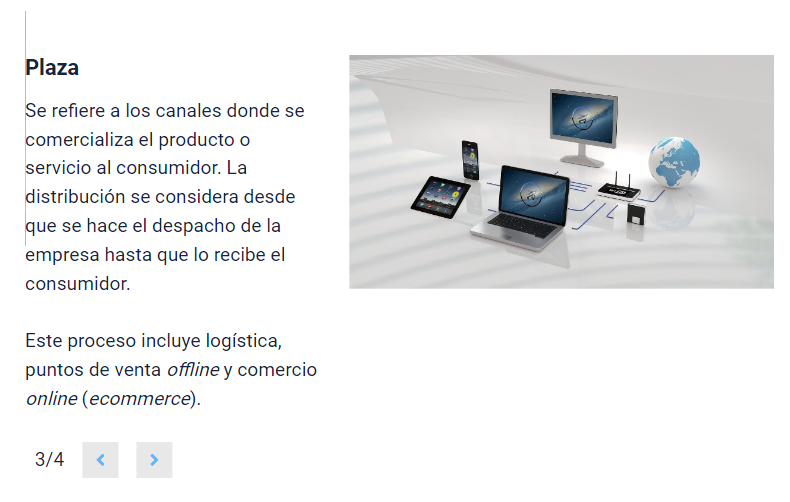 Plaza
Se refiere a los canales donde se
comercializa el producto o
servicio al consumidor. La
distribución se considera desde
que se hace el despacho de la
empresa hasta que lo recibe el
consumidor.
Este proceso incluye logística,
puntos de venta offline y comercio
online (ecommerce).
3/4